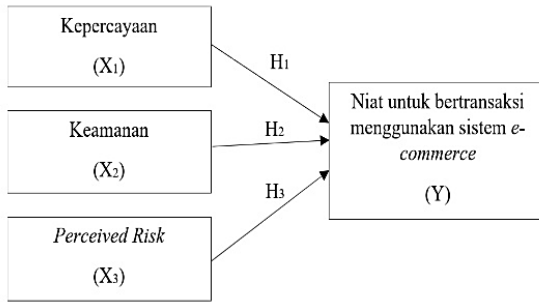 Kepercayaan
(X1)
H1
Keamanan
(X2)
H2
Perceived Risk
(X3)
H3
Niat untuk bertransaksi
menggunakan sistem e-
commerce
(Y)